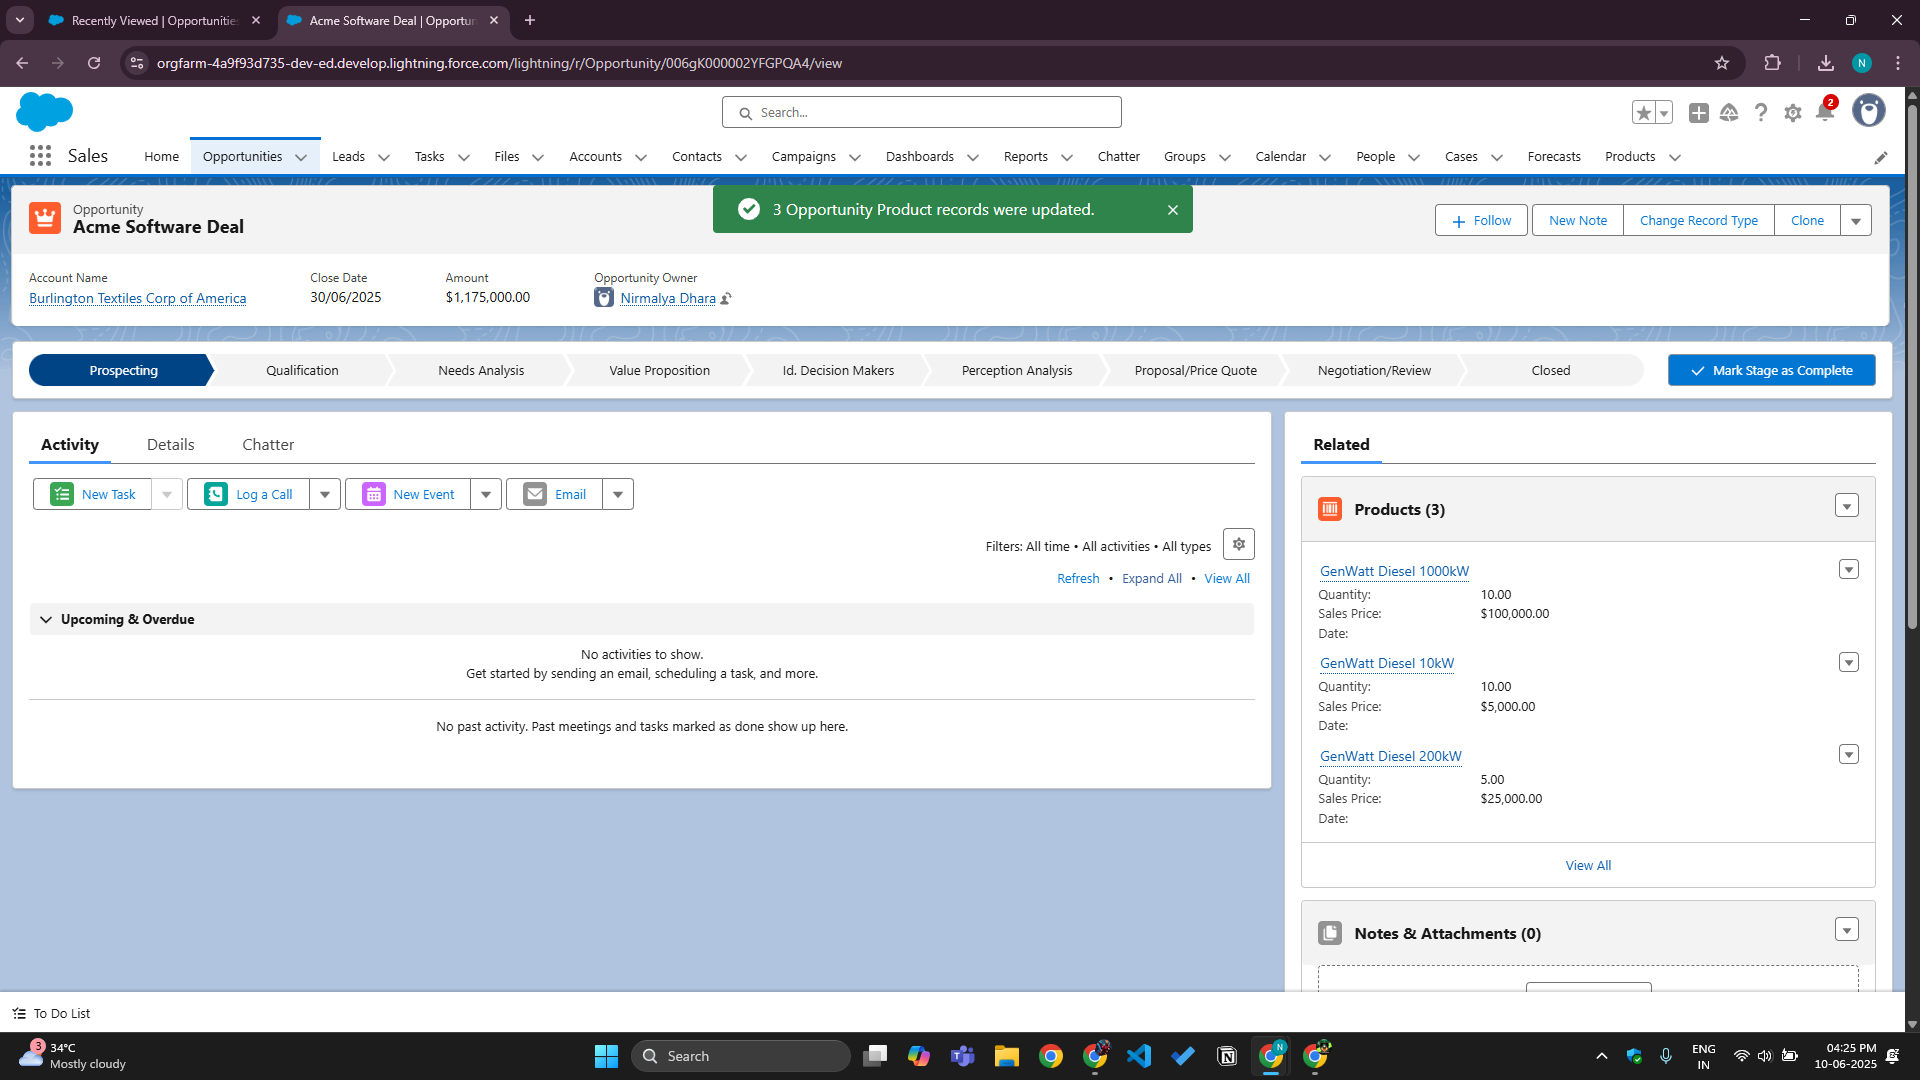 Recently Viewed | Opportunities
Acme Software Deal | Opportun
orgfarm-4a9f93d735-dev-ed.develop.lightning.force.com/lightning/r/Opportunity/006gK000002YFGPQA4/view
N
Search...
2
Sales
Home
Opportunities
Leads
Tasks
Files
Accounts
Contacts
Campaigns
Dashboards
Reports
Chatter
Groups
Calendar
People
Cases
Forecasts
Products
Opportunity
Acme Software Deal
3 Opportunity Product records were updated.
Follow
New Note
Change Record Type
Clone
Account Name
Burlington Textiles Corp of America
Close Date
30/06/2025
Amount
$1,175,000.00
Opportunity Owner
Nirmalya Dhara
Prospecting
Qualification
Needs Analysis
Value Proposition
Id. Decision Makers
Perception Analysis
Proposal/Price Quote
Negotiation/Review
Closed
Mark Stage as Complete
Activity
Details
Chatter
New Task
Log a Call
New Event
Email
Filters: All time • All activities • All types
Refresh • Expand All • View All
Upcoming & Overdue
No activities to show.
Get started by sending an email, scheduling a task, and more.
No past activity. Past meetings and tasks marked as done show up here.
Related
Products (3)
GenWatt Diesel 1000kW
Quantity: 10.00
Sales Price: $100,000.00
Date:
GenWatt Diesel 10kW
Quantity: 10.00
Sales Price: $5,000.00
Date:
GenWatt Diesel 200kW
Quantity: 5.00
Sales Price: $25,000.00
Date:
View All
Notes & Attachments (0)
To Do List
3
34°C
Mostly cloudy
Search
N
ENG
IN
04:25 PM
10-06-2025